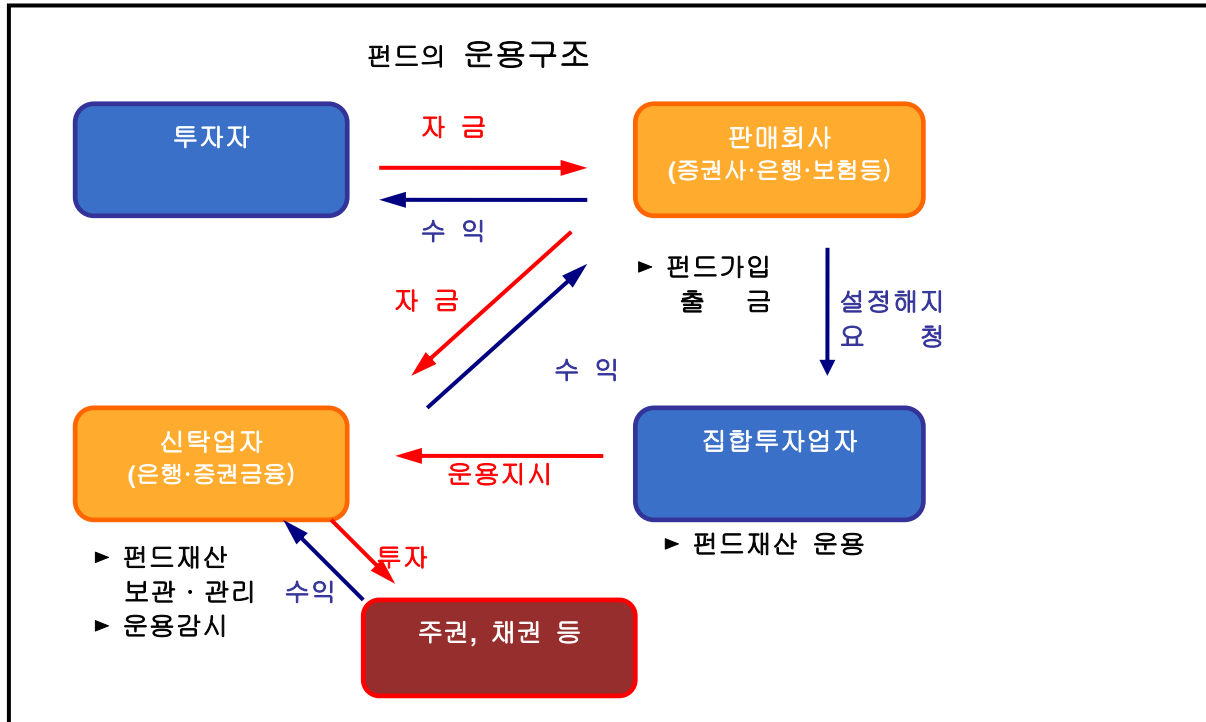 펀드의 운용구조
투자자
자 금
판매회사
(증권사·은행·보험등)
수 익
► 펀드가입
출 금
설정해지
요 청
자 금
수 익
신탁업자
(은행·증권금융)
운용지시
집합투자업자
► 펀드재산 운용
► 펀드재산
보관·관리
► 운용감시
투자
수익
주권, 채권 등